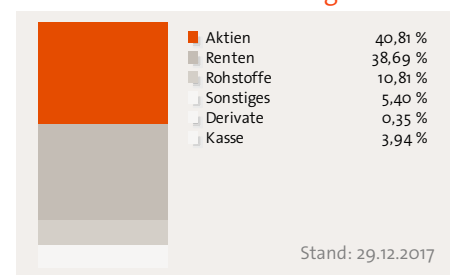 Aktien 40,81 %
Renten 38,69 %
Rohstoffe 10,81 %
Sonstiges 5,40 %
Derivate 0,35 %
Kasse 3,94 %
Stand: 29.12.2017